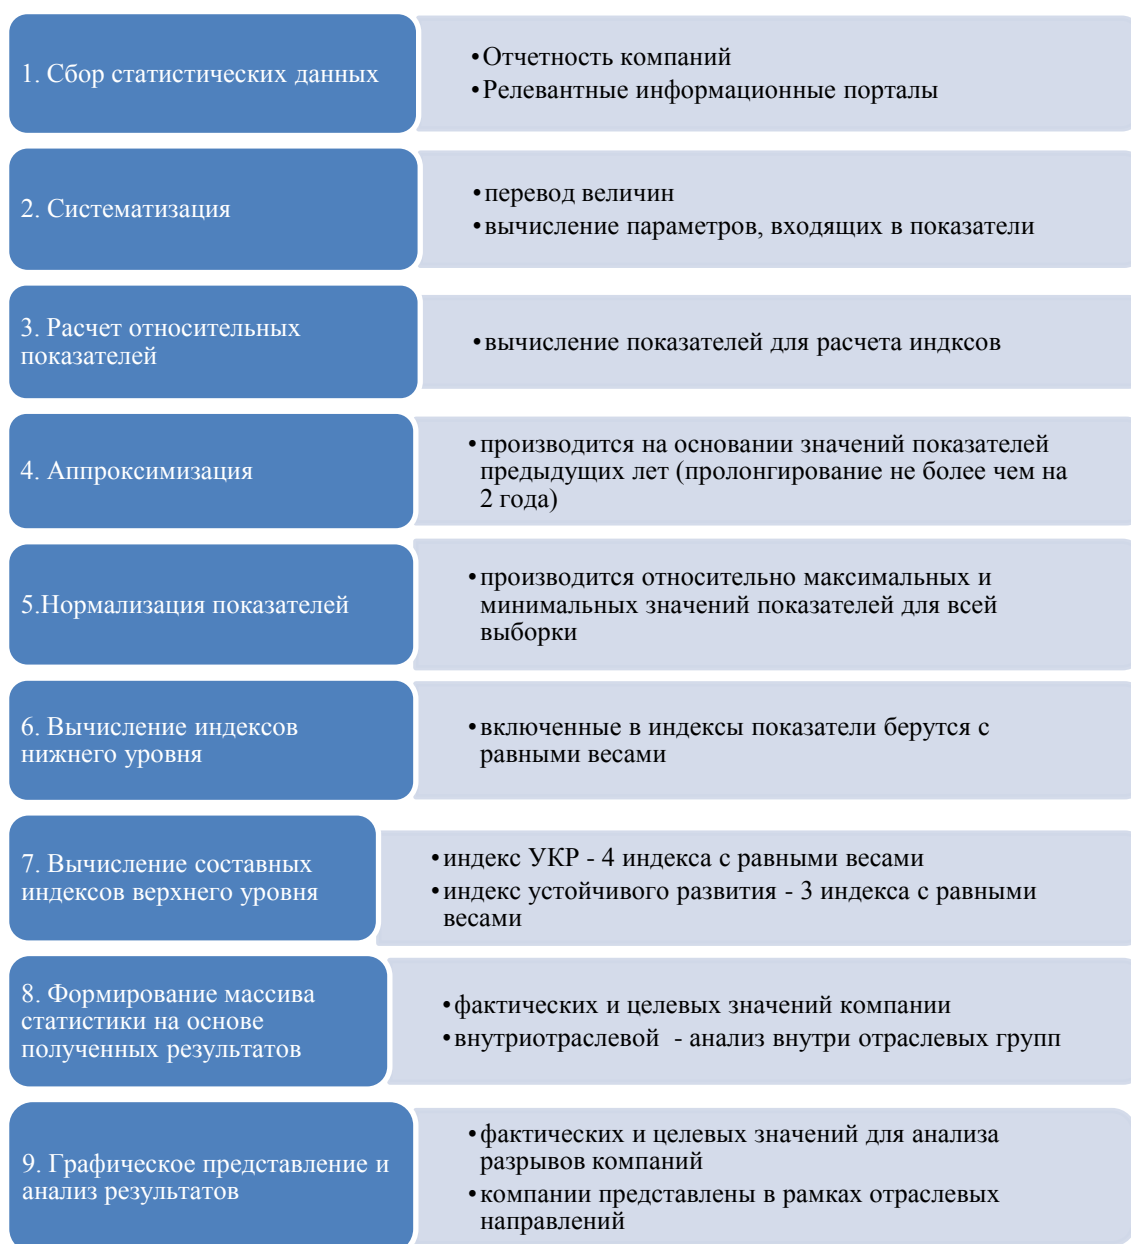 1. Сбор статистических данных
•Отчетность компаний
•Релевантные информационные порталы
2. Систематизация
•перевод величин
•вычисление параметров, входящих в показатели
3. Расчет относительных
показателей
•вычисление показателей для расчета индксов
4. Аппроксимизация
•производится на основании значений показателей
предыдущих лет (пролонгирование не более чем на
2 года)
5.Нормализация показателей
•производится относительно максимальных и
минимальных значений показателей для всей
выборки
6. Вычисление индексов
нижнего уровня
•включенные в индексы показатели берутся с
равными весами
7. Вычисление составных
индексов верхнего уровня
•индекс УКР - 4 индекса с равными весами
•индекс устойчивого развития - 3 индекса с равными
весами
8. Формирование массива
статистики на основе
полученных результатов
•фактических и целевых значений компании
•внутриотраслевой - анализ внутри отраслевых групп
9. Графическое представление и
анализ результатов
•фактических и целевых значений для анализа
разрывов компаний
•компании представлены в рамках отраслевых
направлений